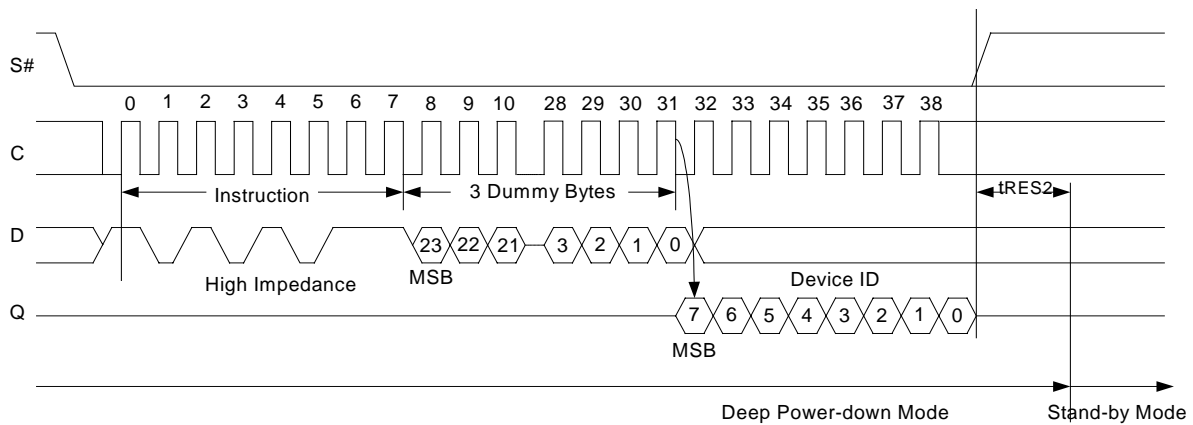 S#
0 1 2 3 4 5 6 7 8 9 10 28 29 30 31 32 33 34 35 36 37 38
C
Instruction 3 Dummy Bytes tRES2
D
23 22 21 3 2 1 0
High Impedance MSB Device ID
Q
7 6 5 4 3 2 1 0
MSB
Deep Power-down Mode Stand-by Mode